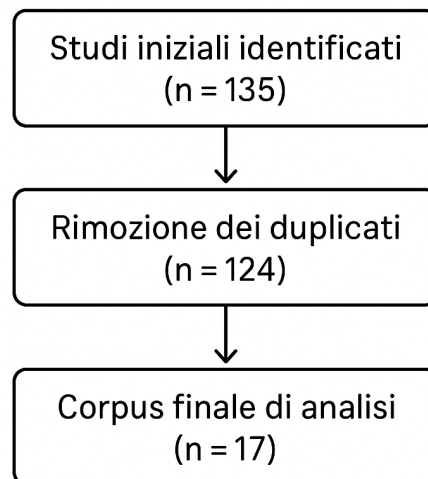 Studi iniziali identificati
(n = 135)
Rimozione dei duplicati
(n = 124)
Corpus finale di analisi
(n = 17)